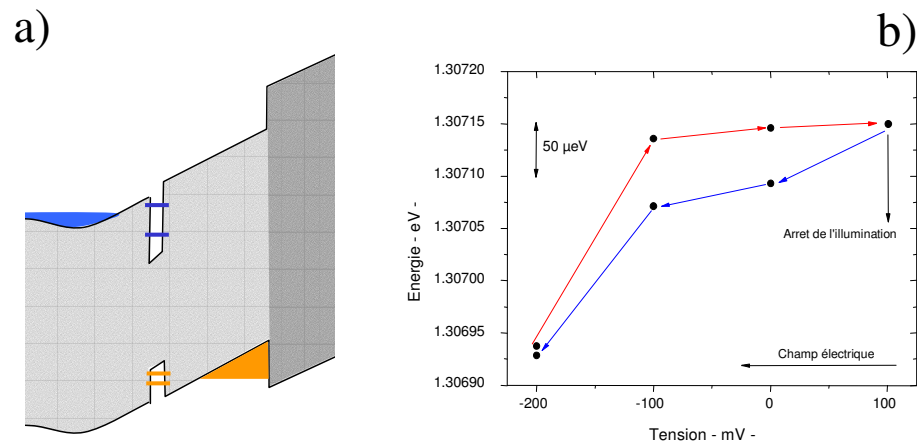 a)
b)
1.30720
1.30715
1.30710
1.30705
1.30700
1.30695
1.30690
Energie - eV -
50 µeV
Arret de l'illumination
Champ électrique
-200
-100
0
100
Tension - mV -